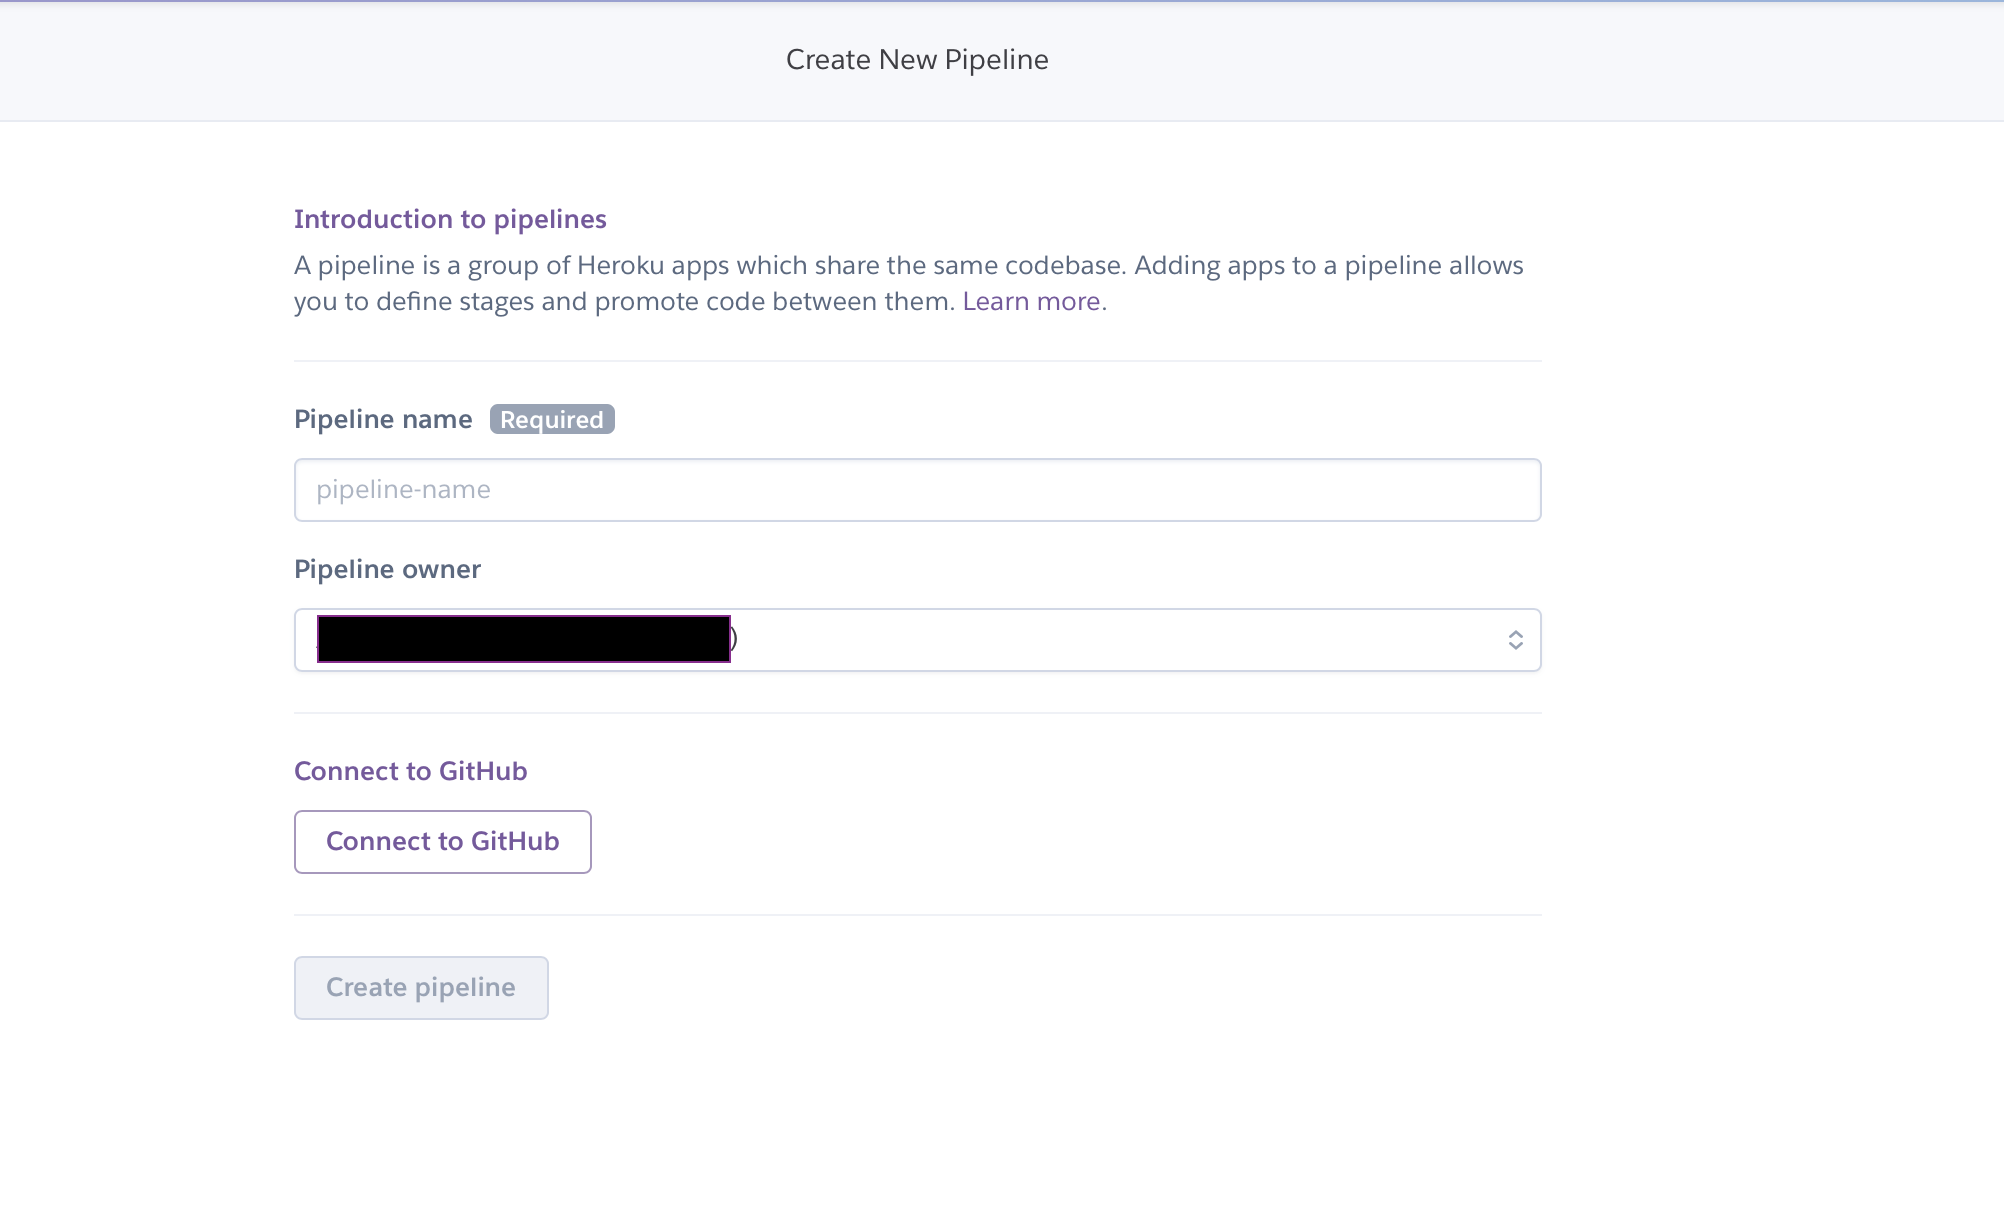 Create New Pipeline
Introduction to pipelines
A pipeline is a group of Heroku apps which share the same codebase. Adding apps to a pipeline allows
you to define stages and promote code between them. Learn more.
Pipeline name Required
pipeline-name
Pipeline owner
)
Connect to GitHub
Connect to GitHub
Create pipeline